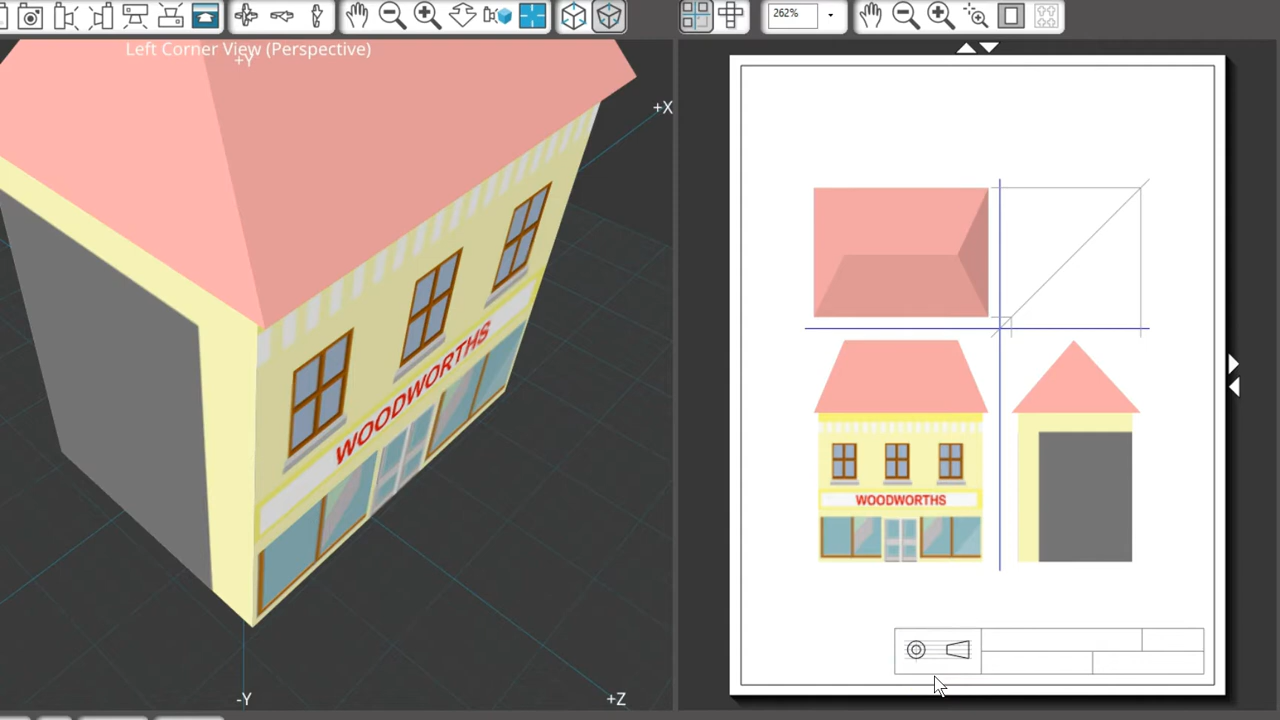 262%
Left Corner View (Perspective)
+Y
+X
WOODWORTHS
WOODWORTHS
-Y
+Z